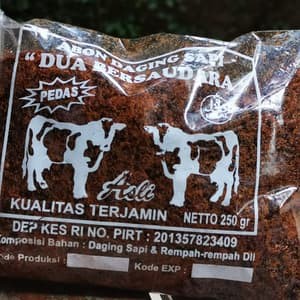 ABON DAGING SAPI
" DUA BERSAUDARA "
PEDAS
Asli
KUALITAS TERJAMIN
NETTO 250 gr
DEP KES RI NO. PIRT : 201357823409
Komposisi Bahan : Daging Sapi & Rempah-rempah Dll
Kode Produksi :
Kode EXP :